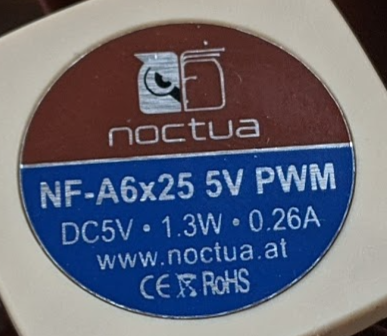 noctua
NF-A6x25 5V PWM
DC5V · 1.3W · 0.26A
www.noctua.at
CE RoHS